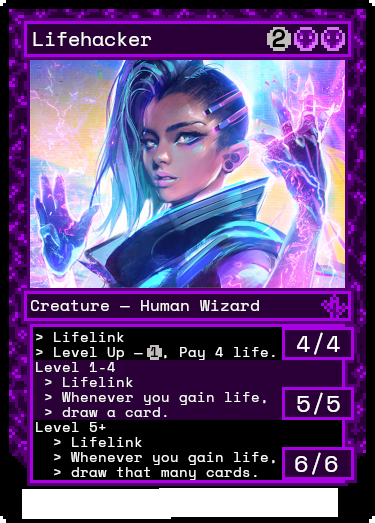 Lifehacker 2
Creature — Human Wizard
> Lifelink
> Level Up — 1, Pay 4 life. 4/4
Level 1-4
> Lifelink
> Whenever you gain life,
> draw a card. 5/5
Level 5+
> Lifelink
> Whenever you gain life,
> draw that many cards. 6/6